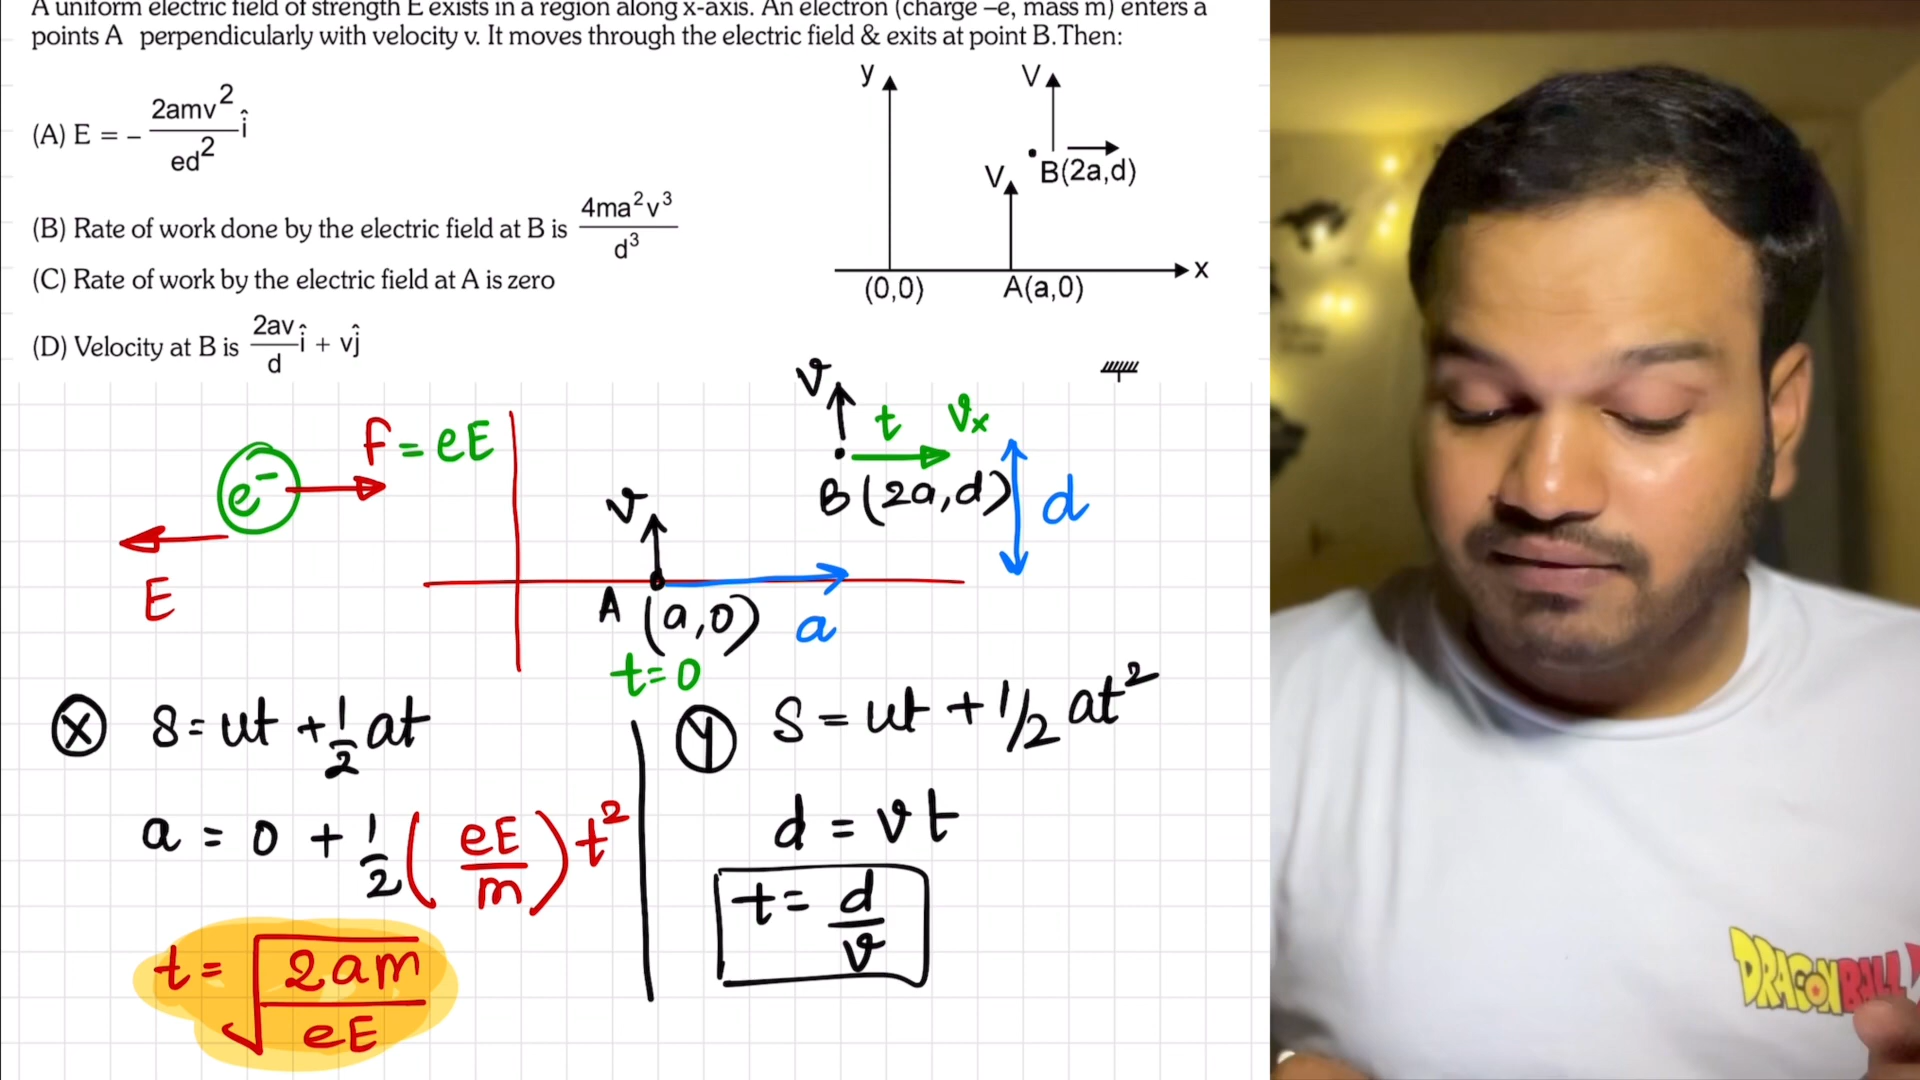 A uniform electric field of strength E exists in a region along x-axis. An electron (charge –e, mass m) enters a
points A perpendicularly with velocity v. It moves through the electric field & exits at point B.Then:
(A) E = – 2amv² / ed² î
(B) Rate of work done by the electric field at B is 4ma²v³ / d³
(C) Rate of work by the electric field at A is zero
(D) Velocity at B is 2av / d î + vĵ
y
V
B(2a,d)
V
x
(0,0)
A(a,0)
v
t
vx
F = eE
e⁻
B (2a,d)
d
v
E
A (a,0)
a
t=0
X S = ut + 1/2 at
a = 0 + 1/2 (eE/m) t²
t = √(2am/eE)
Y S = ut + 1/2 at²
d = vt
t = d/v
DRAGON BALL